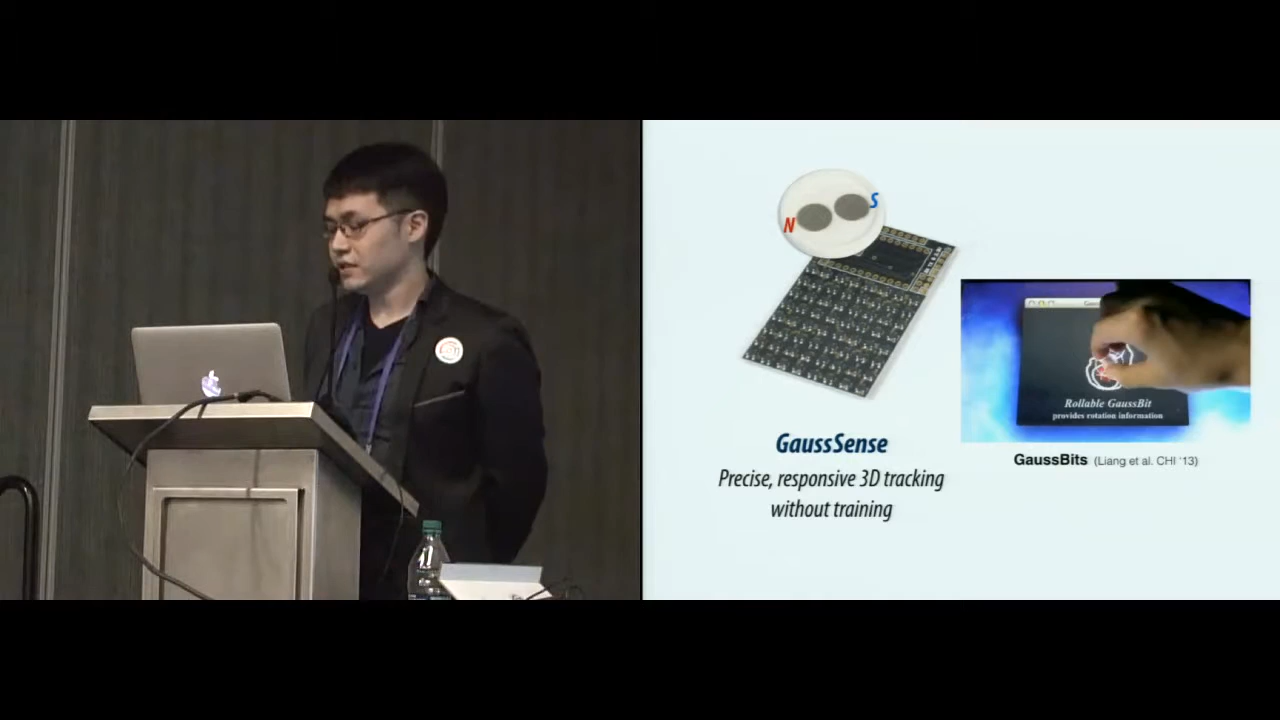 N
S
GaussSense
Precise, responsive 3D tracking
without training
Rollable GaussBit
provides rotation information
GaussBits (Liang et al. CHI '13)